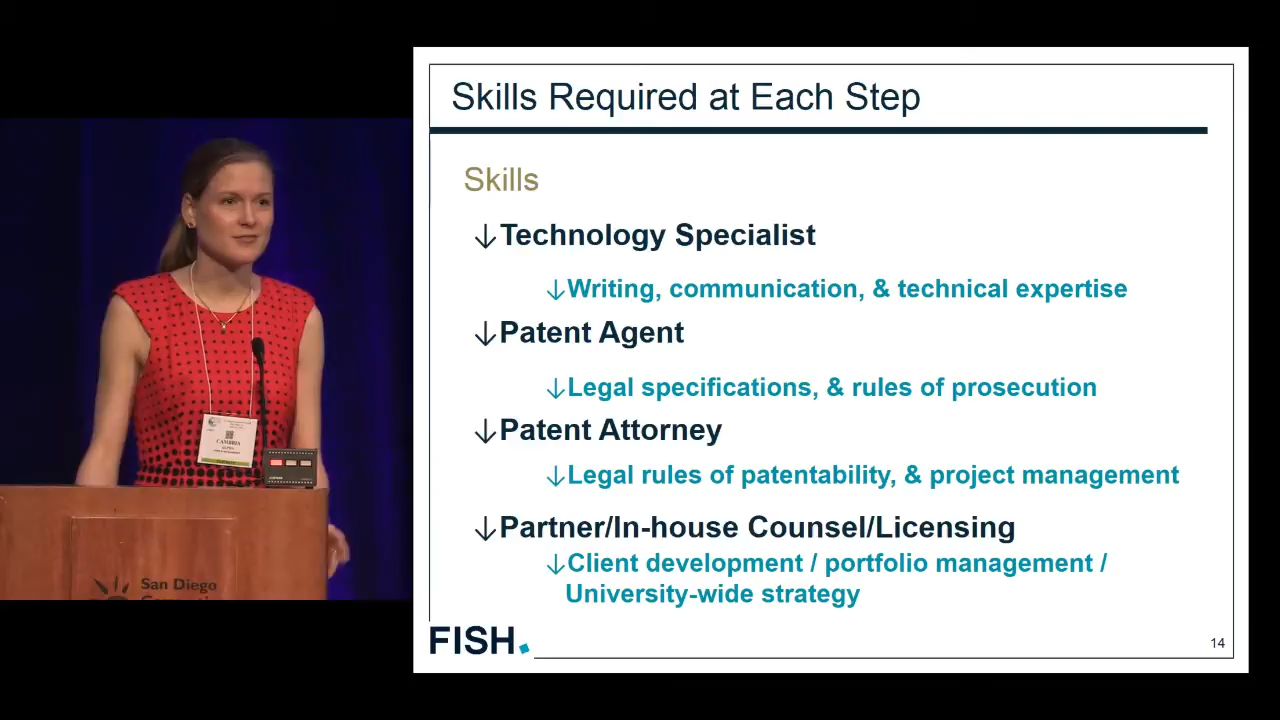 Skills Required at Each Step
Skills
↓Technology Specialist
↓Writing, communication, & technical expertise
↓Patent Agent
↓Legal specifications, & rules of prosecution
↓Patent Attorney
↓Legal rules of patentability, & project management
↓Partner/In-house Counsel/Licensing
↓Client development / portfolio management /
University-wide strategy
FISH.
14
CAMBRIA
San Diego